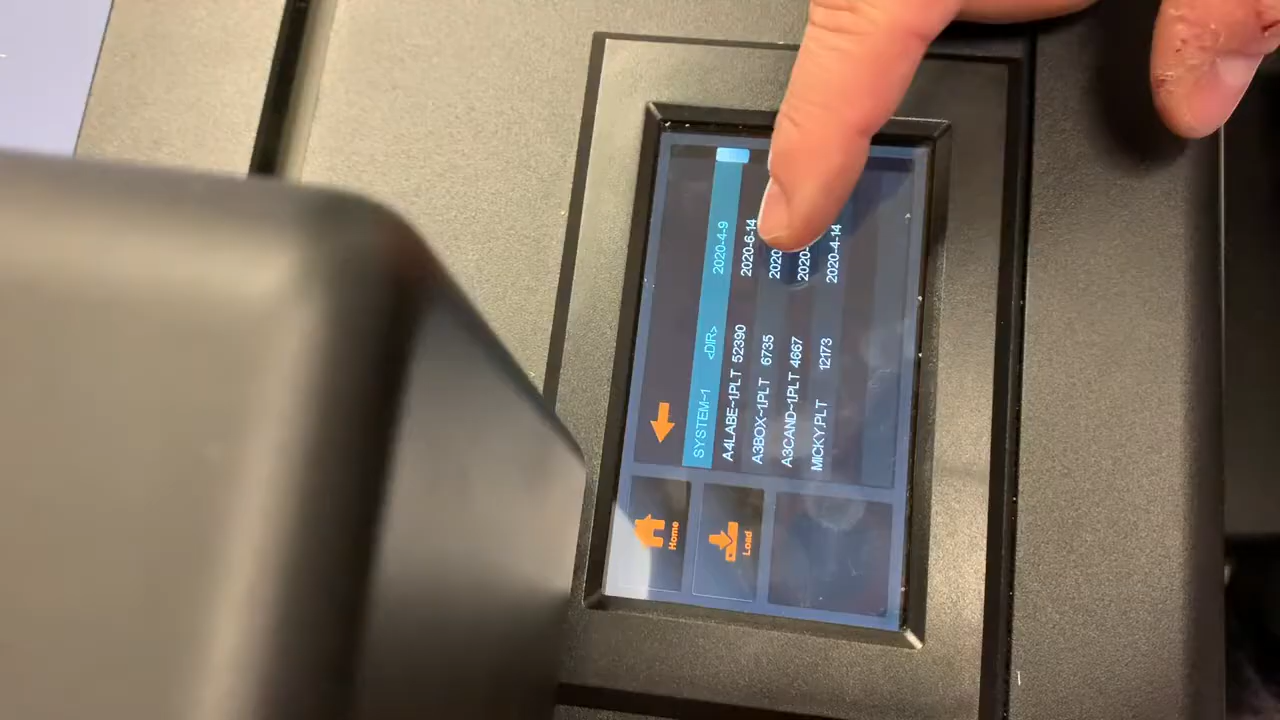 SYSTEM~1 <DIR> 2020-4-9
A4LABE~1PLT 52390 2020-6-14
A3BOX~1PLT 6735 2020
A3CAND~1PLT 4667 2020-
MICKY.PLT 12173 2020-4-14
Home
Load